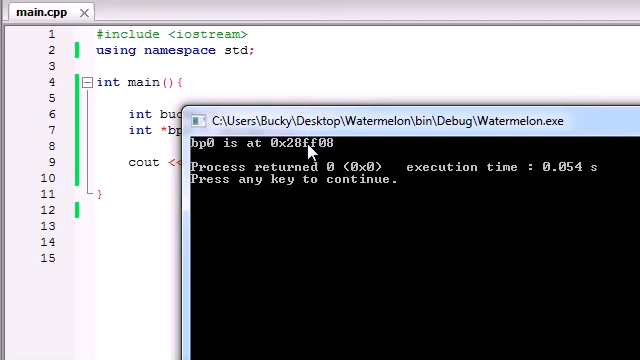 main.cpp
1 #include <iostream>
2 using namespace std;
3
4 int main(){
5
6 int buc
7 int *bp
8
9 cout <<
10
11 }
12
13
14
15
C:\Users\Bucky\Desktop\Watermelon\bin\Debug\Watermelon.exe
bp0 is at 0x28ff08
Process returned 0 (0x0)   execution time : 0.054 s
Press any key to continue.